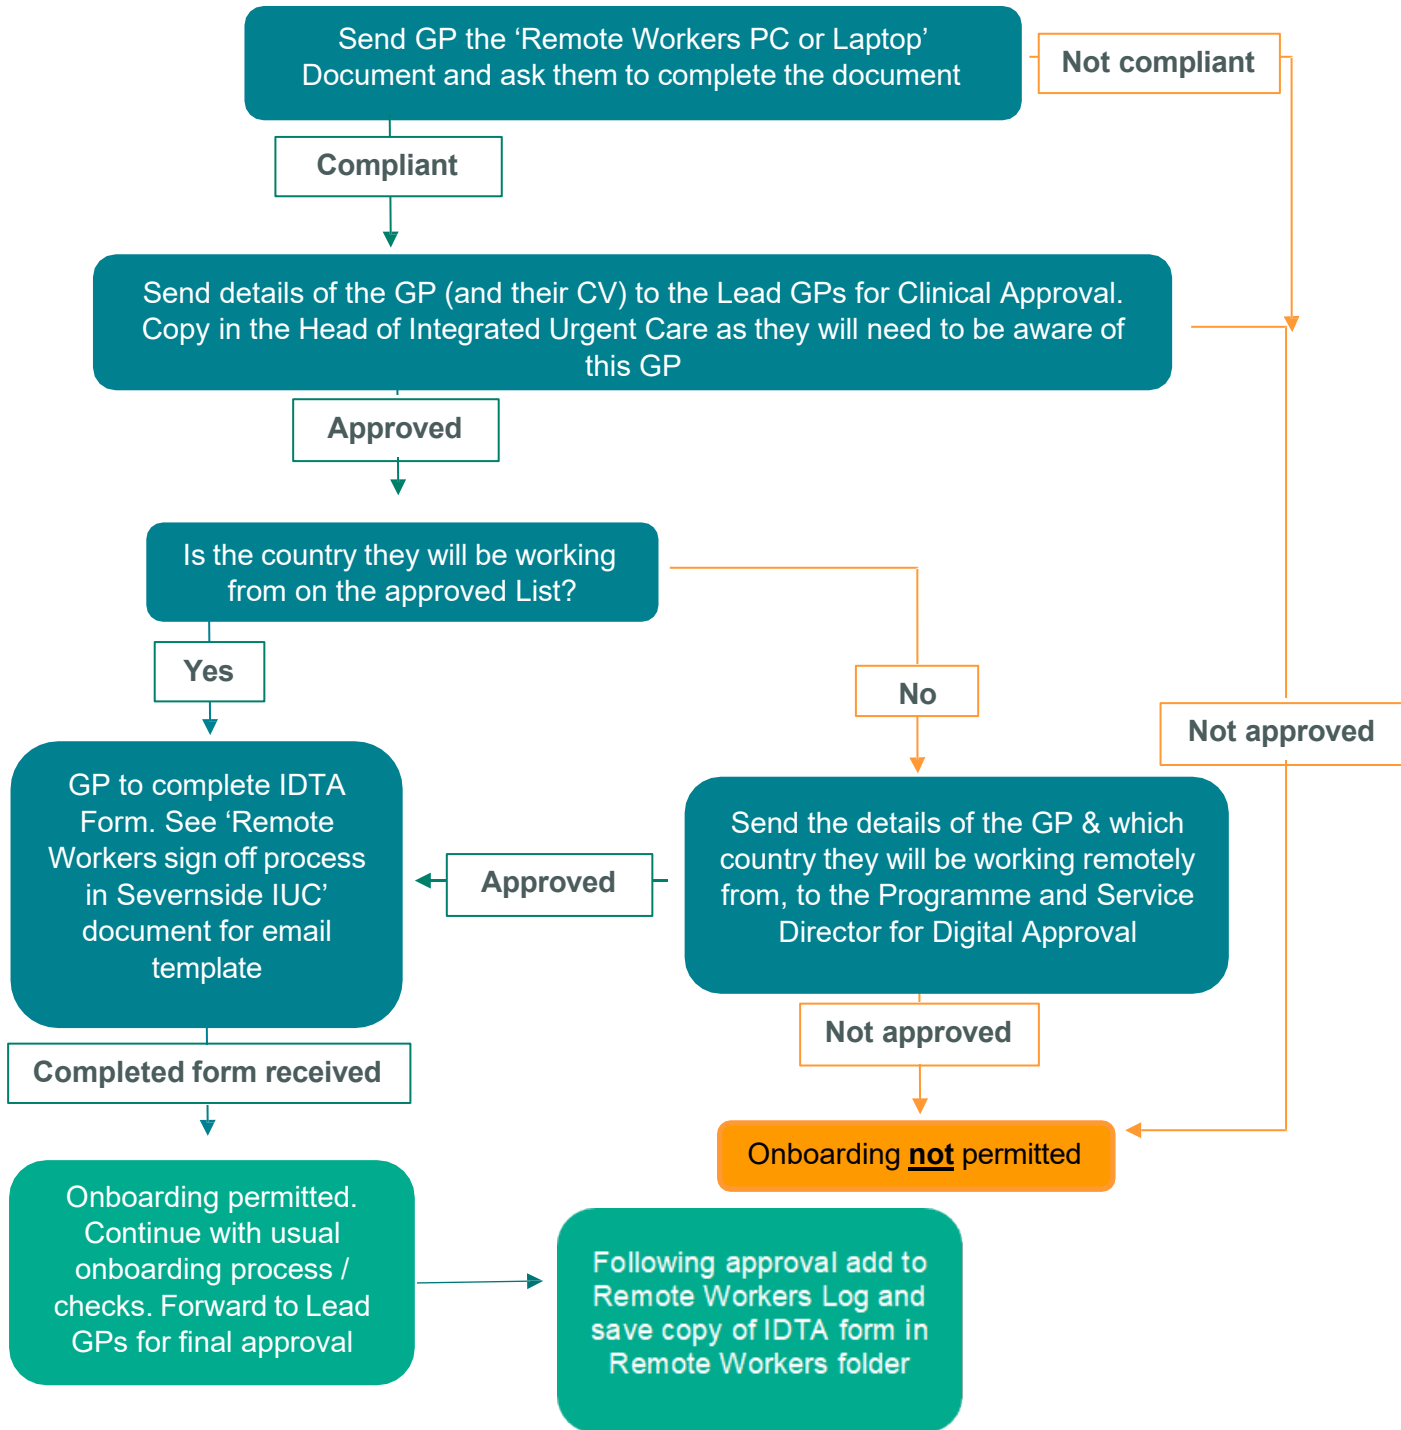 Send GP the ‘Remote Workers PC or Laptop’
Document and ask them to complete the document
Not compliant
Compliant
Send details of the GP (and their CV) to the Lead GPs for Clinical Approval.
Copy in the Head of Integrated Urgent Care as they will need to be aware of
this GP
Approved
Is the country they will be working
from on the approved List?
Yes
No
Not approved
GP to complete IDTA
Form. See ‘Remote
Workers sign off process
in Severnside IUC’
document for email
template
Approved
Send the details of the GP & which
country they will be working remotely
from, to the Programme and Service
Director for Digital Approval
Not approved
Completed form received
Onboarding not permitted
Onboarding permitted.
Continue with usual
onboarding process /
checks. Forward to Lead
GPs for final approval
Following approval add to
Remote Workers Log and
save copy of IDTA form in
Remote Workers folder